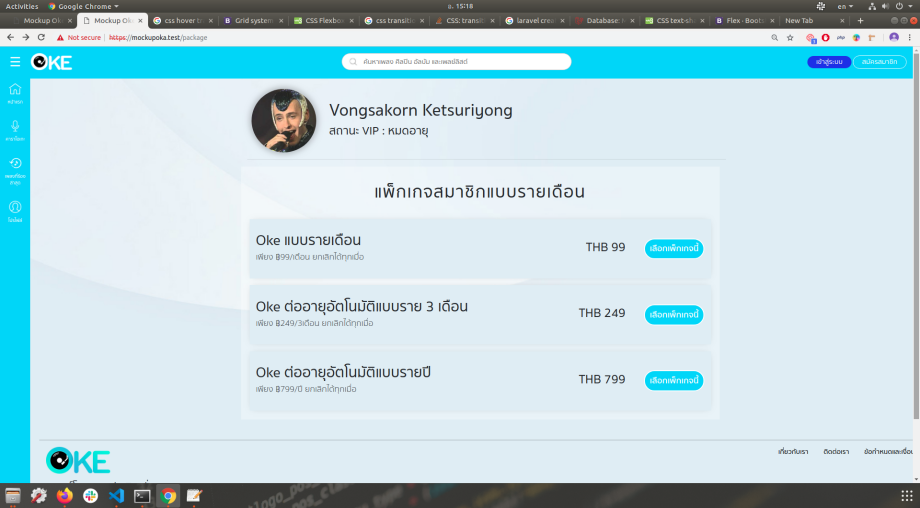 Activities Google Chrome อ. 15:18 en
Mockup Ok
Mockup Ok
css hover t
Grid system
CSS Flexbox
css transitio
CSS: transit
laravel crea
Database: M
CSS text-sh
Flex - Boots
New Tab
Not secure | https://mockupoka.test/package
OKE
ค้นหาเพลง ศิลปิน อัลบั้ม และเพลย์ลิสต์
เข้าสู่ระบบ
สมัครสมาชิก
หน้าแรก
Vongsakorn Ketsuriyong
สถานะ VIP : หมดอายุ
แพ็กเกจสมาชิกแบบรายเดือน
Oke แบบรายเดือน
เพียง ฿99/เดือน ยกเลิกได้ทุกเมื่อ
THB 99
เลือกแพ็กเกจนี้
Oke ต่ออายุอัตโนมัติแบบราย 3 เดือน
เพียง ฿249/3เดือน ยกเลิกได้ทุกเมื่อ
THB 249
เลือกแพ็กเกจนี้
Oke ต่ออายุอัตโนมัติแบบรายปี
เพียง ฿799/ปี ยกเลิกได้ทุกเมื่อ
THB 799
เลือกแพ็กเกจนี้
OKE
เกี่ยวกับเรา ติดต่อเรา ข้อกำหนดและเงื่อน